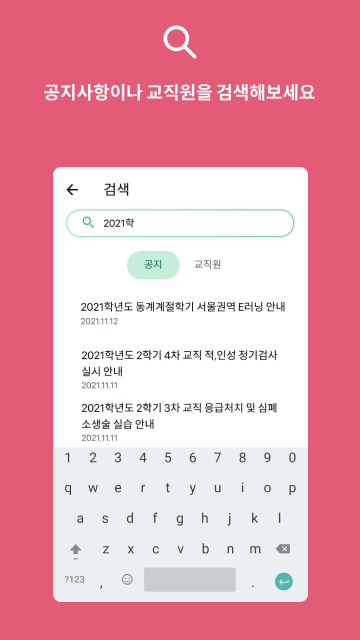 공지사항이나 교직원을 검색해보세요
검색
2021학
공지 교직원
2021학년도 동계계절학기 서울권역 E러닝 안내
2021.11.12
2021학년도 2학기 4차 교직 적,인성 정기검사
실시 안내
2021.11.11
2021학년도 2학기 3차 교직 응급처치 및 심폐
소생술 실습 안내
2021.11.11
1 2 3 4 5 6 7 8 9 0
q w e r t y u i o p
a s d f g h j k l
z x c v b n m
?123 , .